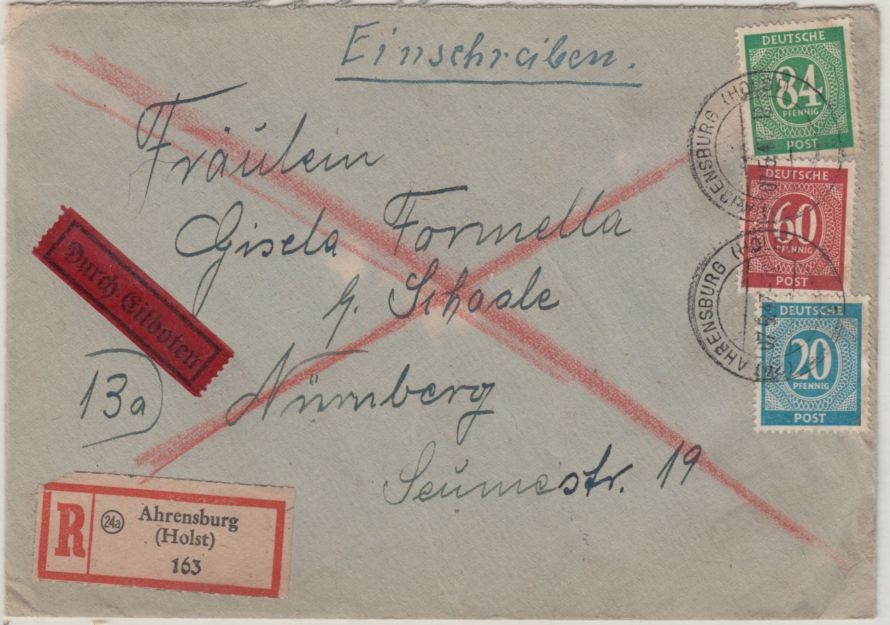 Einschreiben.
DEUTSCHE
84
PFENNIG
POST
Fräulein
AHRENSBURG (HOLST)
DEUTSCHE
60
PFENNIG
POST
Gisela Formella
Durch Eilboten
AHRENSBURG (HOLST)
DEUTSCHE
20
PFENNIG
POST
b. Schaale
13a
Nürnberg
Seumestr. 19
R
24a
Ahrensburg
(Holst)
163